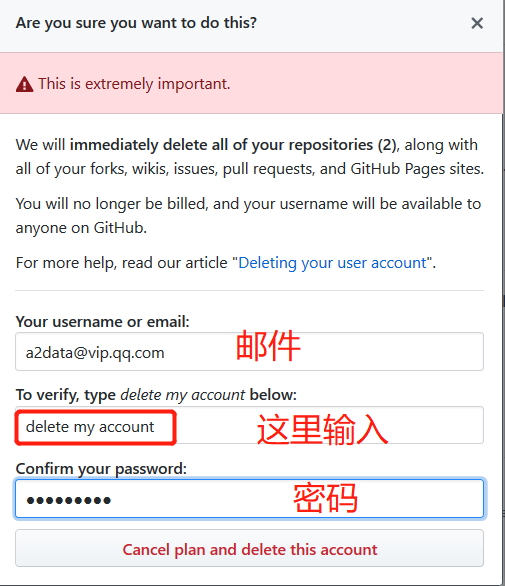 Are you sure you want to do this?
This is extremely important.
We will immediately delete all of your repositories (2), along with
all of your forks, wikis, issues, pull requests, and GitHub Pages sites.
You will no longer be billed, and your username will be available to
anyone on GitHub.
For more help, read our article "Deleting your user account".
Your username or email:
a2data@vip.qq.com 邮件
To verify, type delete my account below:
delete my account 这里输入
Confirm your password:
●●●●●●●●● 密码
Cancel plan and delete this account